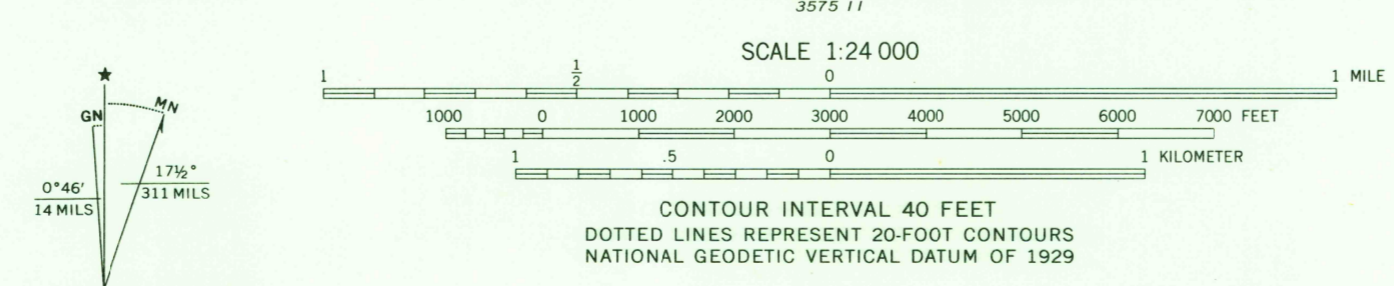 3575 II
SCALE 1:24 000
1 1/2 0 1 MILE
1000 0 1000 2000 3000 4000 5000 6000 7000 FEET
1 .5 0 1 KILOMETER
★
GN MN
0°46′
14 MILS
17½°
311 MILS
CONTOUR INTERVAL 40 FEET
DOTTED LINES REPRESENT 20-FOOT CONTOURS
NATIONAL GEODETIC VERTICAL DATUM OF 1929